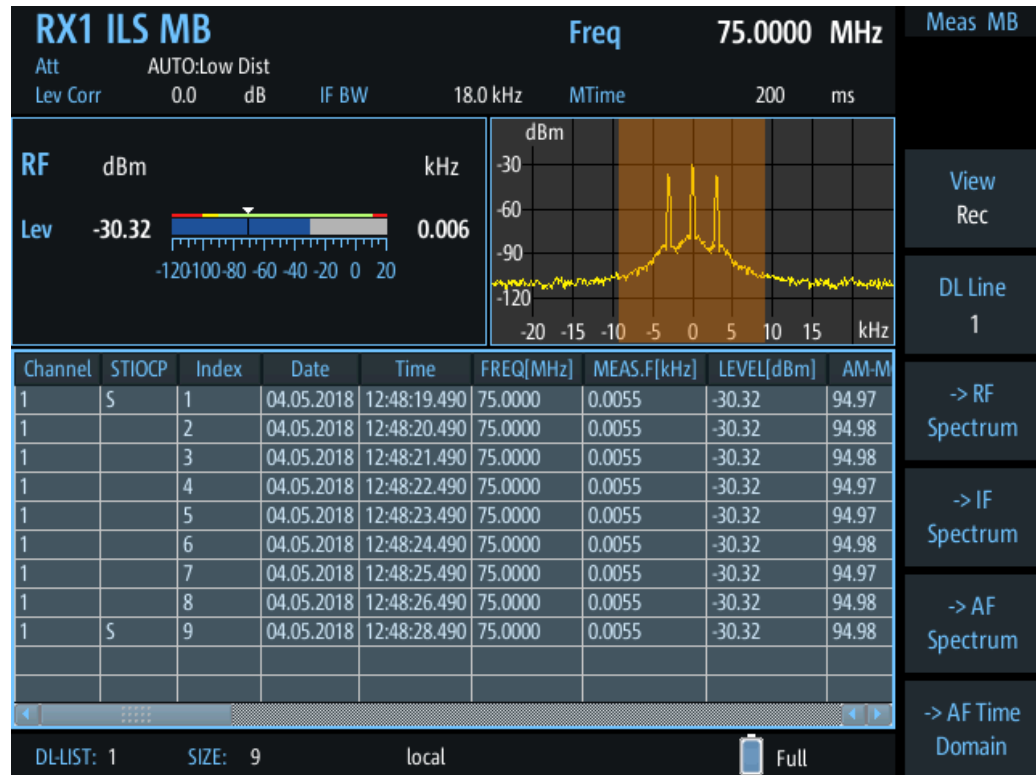 RX1 ILS MB Freq 75.0000 MHz
Att AUTO:Low Dist
Lev Corr 0.0 dB IF BW 18.0 kHz MTime 200 ms
RF dBm kHz
Lev -30.32 0.006
-120 -100 -80 -60 -40 -20 0 20
dBm
-30
-60
-90
-120
-20 -15 -10 -5 0 5 10 15 kHz
Channel STIOCP Index Date Time FREQ[MHz] MEAS.F[kHz] LEVEL[dBm] AM-M
1 S 1 04.05.2018 12:48:19.490 75.0000 0.0055 -30.32 94.97
1 2 04.05.2018 12:48:20.490 75.0000 0.0055 -30.32 94.98
1 3 04.05.2018 12:48:21.490 75.0000 0.0055 -30.32 94.98
1 4 04.05.2018 12:48:22.490 75.0000 0.0055 -30.32 94.97
1 5 04.05.2018 12:48:23.490 75.0000 0.0055 -30.32 94.97
1 6 04.05.2018 12:48:24.490 75.0000 0.0055 -30.32 94.98
1 7 04.05.2018 12:48:25.490 75.0000 0.0055 -30.32 94.97
1 8 04.05.2018 12:48:26.490 75.0000 0.0055 -30.32 94.98
1 S 9 04.05.2018 12:48:28.490 75.0000 0.0055 -30.32 94.98
DL-LIST: 1 SIZE: 9 local Full
Meas MB
View
Rec
DL Line
1
-> RF
Spectrum
-> IF
Spectrum
-> AF
Spectrum
-> AF Time
Domain